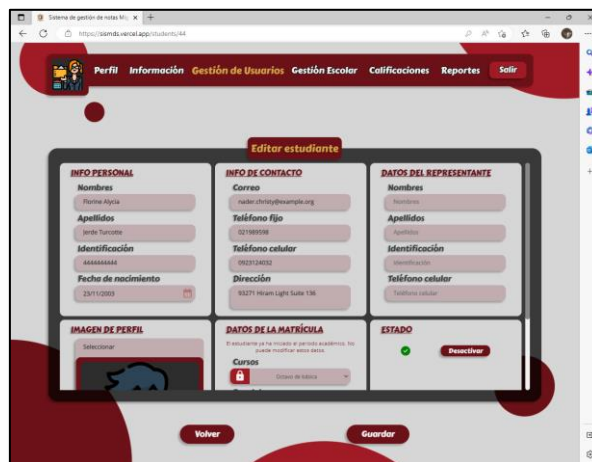 Sistema de gestión de notas
https://sismds.vercel.app/students/44
Perfil Información Gestión de Usuarios Gestión Escolar Calificaciones Reportes Salir
Editar estudiante
INFO PERSONAL
Nombres
Florine Alycia
Apellidos
Jerde Turcotte
Identificación
4444444444
Fecha de nacimiento
23/11/2003
INFO DE CONTACTO
Correo
nader.christy@example.org
Teléfono fijo
021989598
Teléfono celular
0923124032
Dirección
93271 Hiram Light Suite 136
DATOS DEL REPRESENTANTE
Nombres
Nombres
Apellidos
Apellidos
Identificación
Identificación
Teléfono celular
Teléfono celular
IMAGEN DE PERFIL
Seleccionar
DATOS DE LA MATRÍCULA
El estudiante ya ha iniciado el periodo académico. No
puede modificar estos datos.
Cursos
Octavo de básica
ESTADO
Desactivar
Volver
Guardar